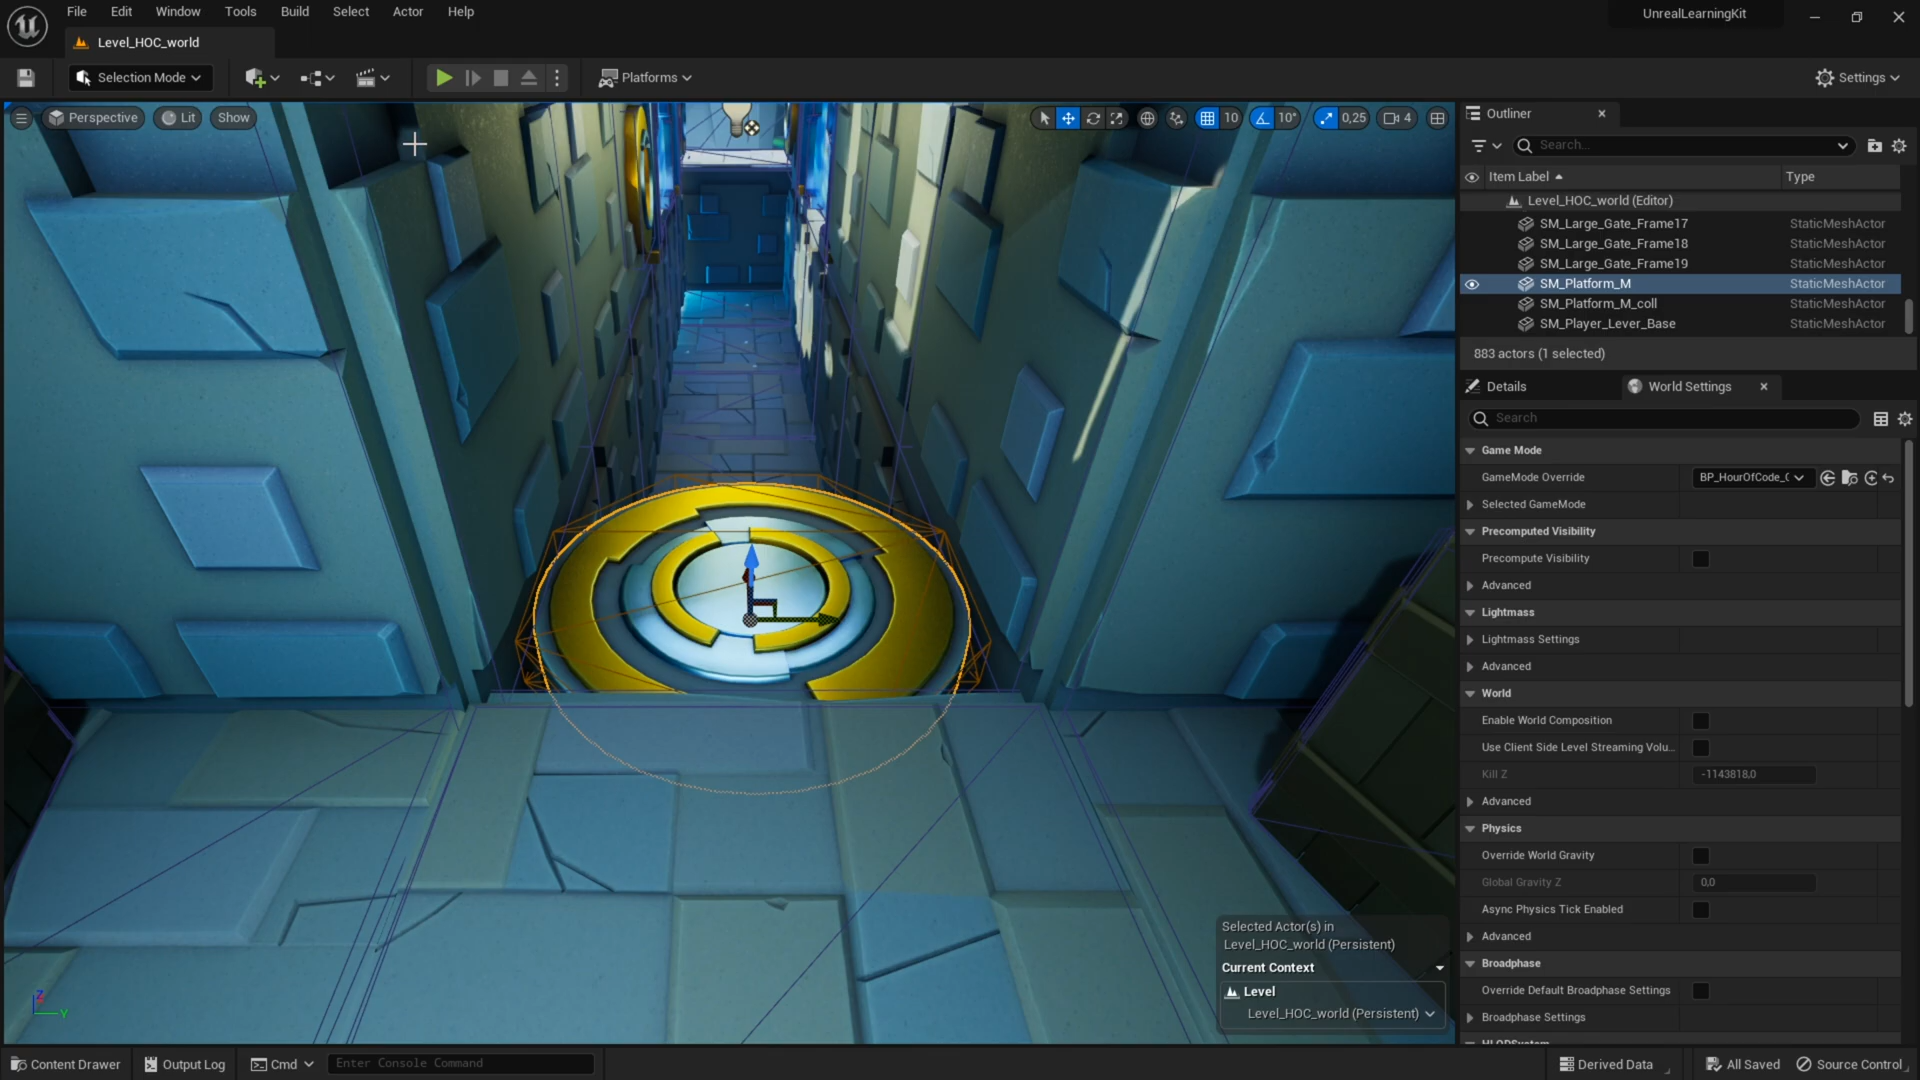 File Edit Window Tools Build Select Actor Help
UnrealLearningKit
Level_HOC_world
Selection Mode
Platforms
Settings
Perspective Lit Show
10 10° 0,25 4
Outliner
Search...
Item Label Type
Level_HOC_world (Editor)
SM_Large_Gate_Frame17 StaticMeshActor
SM_Large_Gate_Frame18 StaticMeshActor
SM_Large_Gate_Frame19 StaticMeshActor
SM_Platform_M StaticMeshActor
SM_Platform_M_coll StaticMeshActor
SM_Player_Lever_Base StaticMeshActor
883 actors (1 selected)
Details World Settings
Search
Game Mode
GameMode Override BP_HourOfCode_(
Selected GameMode
Precomputed Visibility
Precompute Visibility
Advanced
Lightmass
Lightmass Settings
Advanced
World
Enable World Composition
Use Client Side Level Streaming Volu...
Kill Z -1143818,0
Advanced
Physics
Override World Gravity
Global Gravity Z 0,0
Async Physics Tick Enabled
Advanced
Broadphase
Override Default Broadphase Settings
Broadphase Settings
HLODSystem
Selected Actor(s) in
Level_HOC_world (Persistent)
Current Context
Level
Level_HOC_world (Persistent)
Z
Y
Content Drawer Output Log Cmd Enter Console Command
Derived Data All Saved Source Control